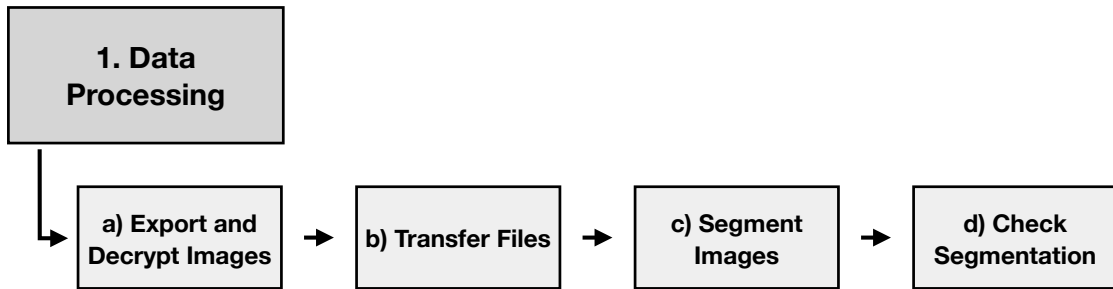 1. Data
Processing
a) Export and
Decrypt Images
b) Transfer Files
c) Segment
Images
d) Check
Segmentation